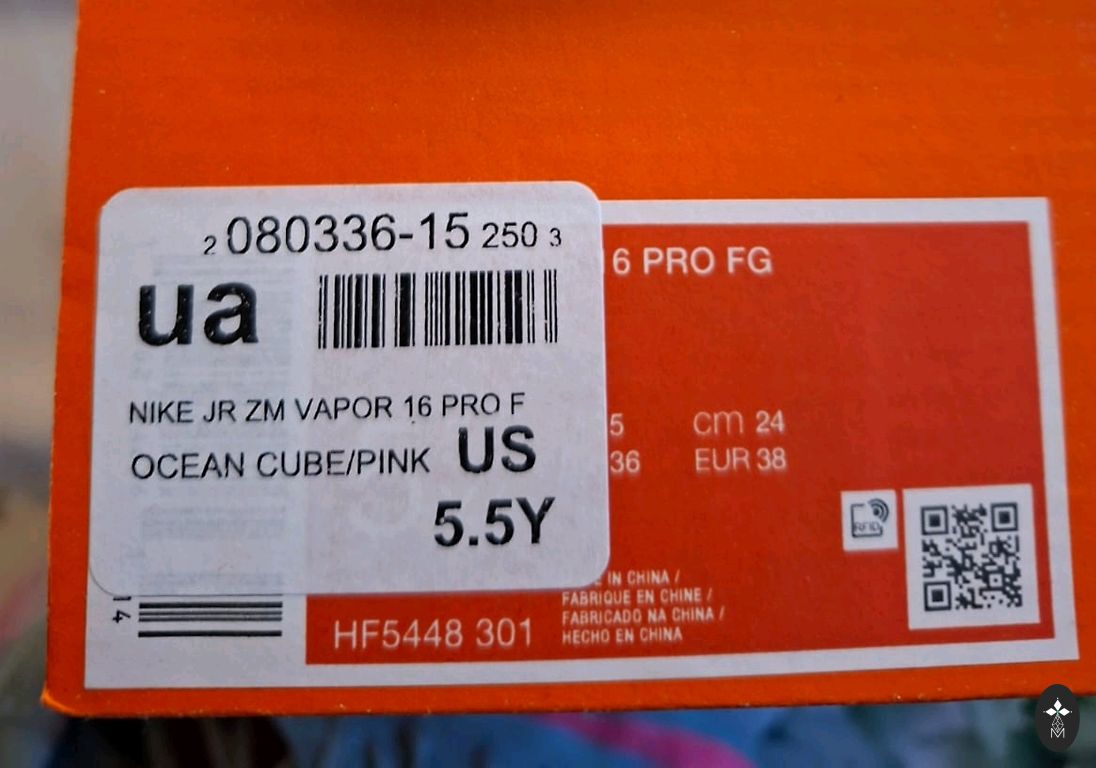 2 080336-15 250 3
ua
NIKE JR ZM VAPOR 16 PRO F
OCEAN CUBE/PINK US
5.5Y
6 PRO FG
5 cm 24
36 EUR 38
RFID
IN CHINA /
FABRIQUE EN CHINE /
FABRICADO NA CHINA /
HECHO EN CHINA
HF5448 301
14
M